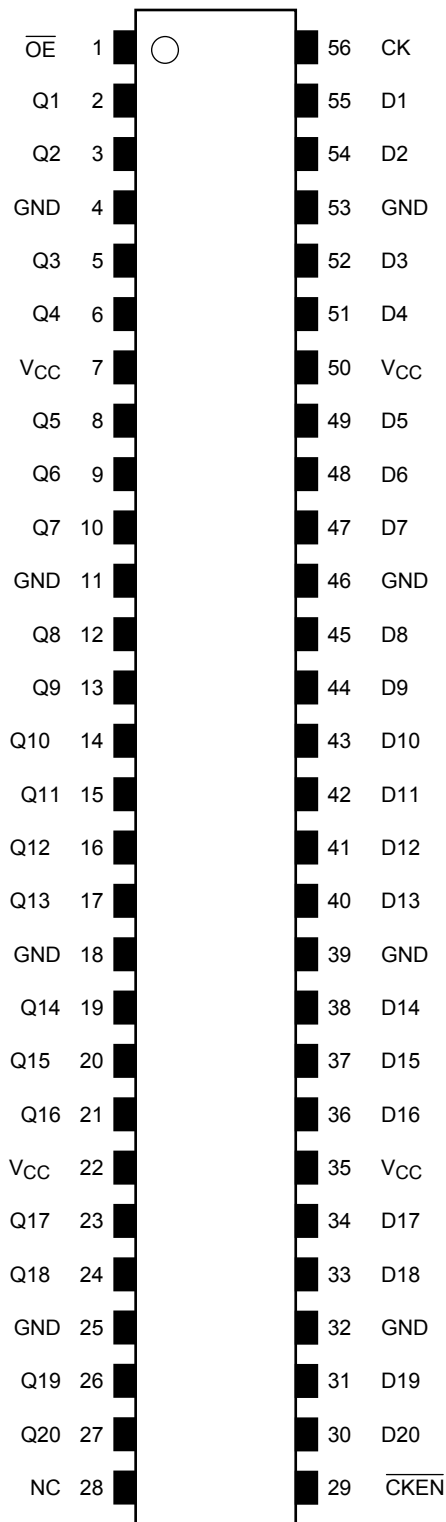 O̅E̅ 1 56 CK
Q1 2 55 D1
Q2 3 54 D2
GND 4 53 GND
Q3 5 52 D3
Q4 6 51 D4
VCC 7 50 VCC
Q5 8 49 D5
Q6 9 48 D6
Q7 10 47 D7
GND 11 46 GND
Q8 12 45 D8
Q9 13 44 D9
Q10 14 43 D10
Q11 15 42 D11
Q12 16 41 D12
Q13 17 40 D13
GND 18 39 GND
Q14 19 38 D14
Q15 20 37 D15
Q16 21 36 D16
VCC 22 35 VCC
Q17 23 34 D17
Q18 24 33 D18
GND 25 32 GND
Q19 26 31 D19
Q20 27 30 D20
NC 28 29 C̅K̅E̅N̅